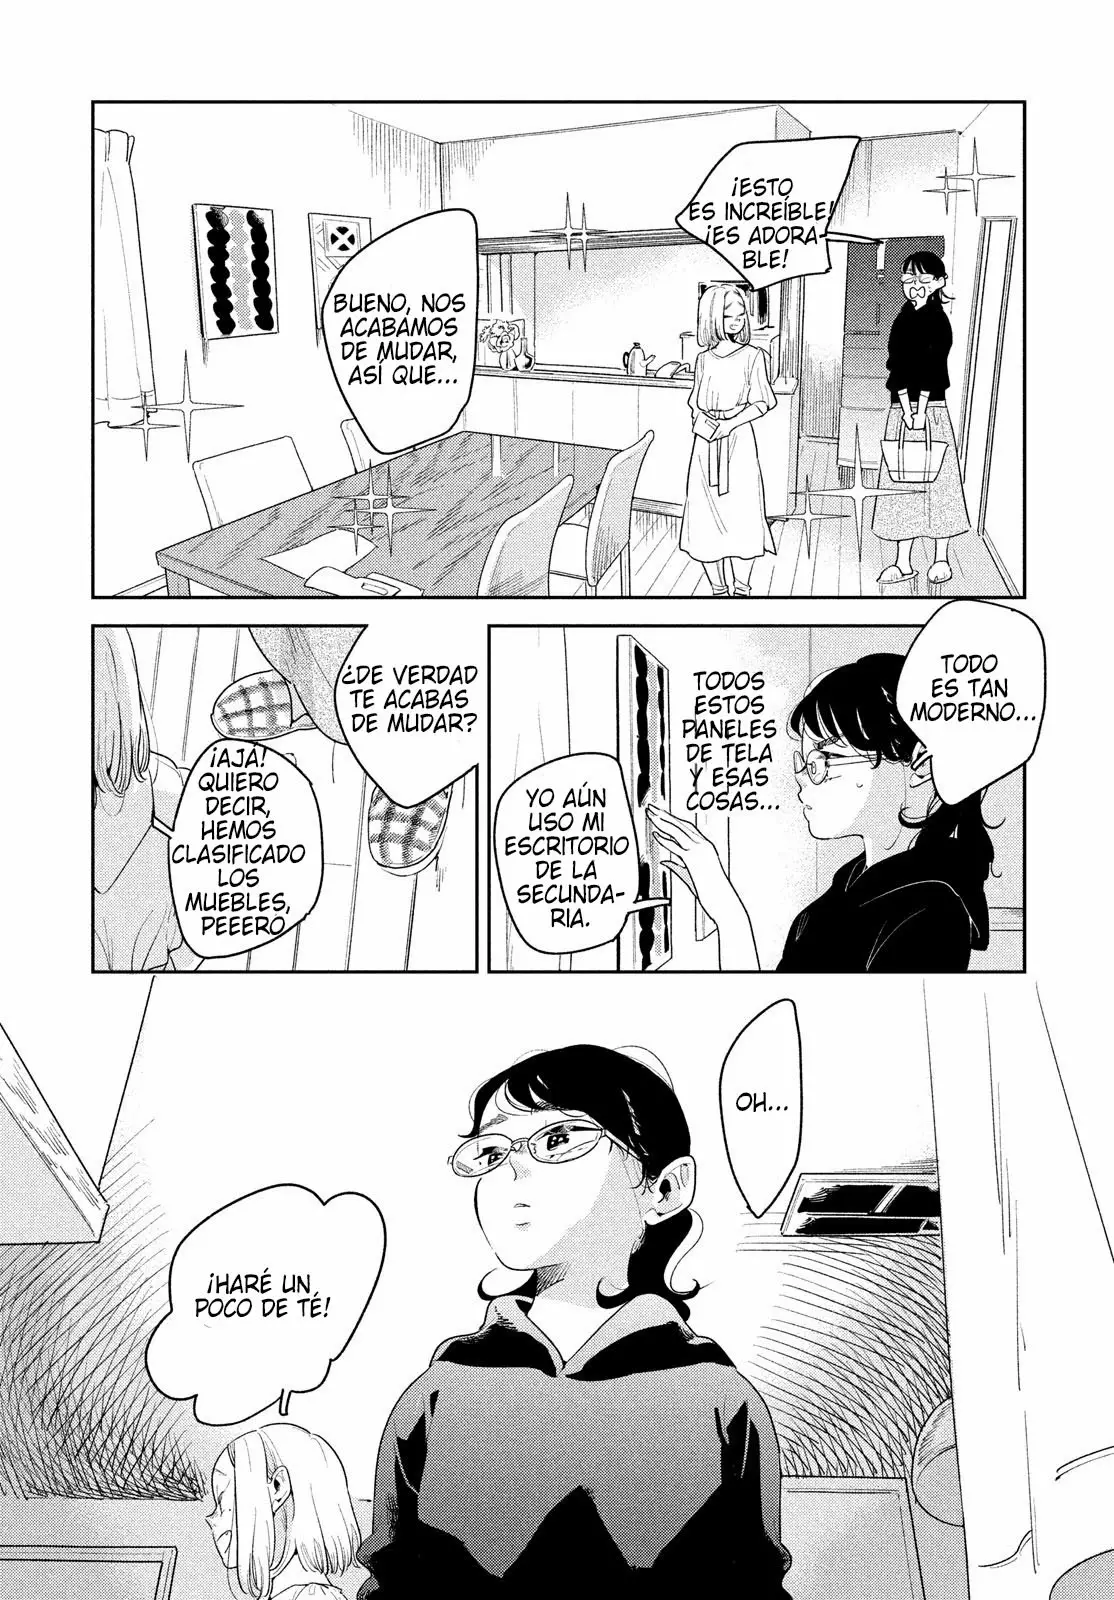 ¡ESTO
ES INCREÍBLE!
¡ES ADORA-
BLE!
BUENO, NOS
ACABAMOS
DE MUDAR,
ASÍ QUE...
TODO
ES TAN
MODERNO...
TODOS
ESTOS
PANELES
DE TELA
Y ESAS
COSAS...
YO AÚN
USO MI
ESCRITORIO
DE LA
SECUNDA-
RIA.
¿DE VERDAD
TE ACABAS
DE MUDAR?
¡AJÁ!
QUIERO
DECIR,
HEMOS
CLASIFICADO
LOS
MUEBLES,
PEEERO
OH...
¡HARÉ UN
POCO DE TÉ!